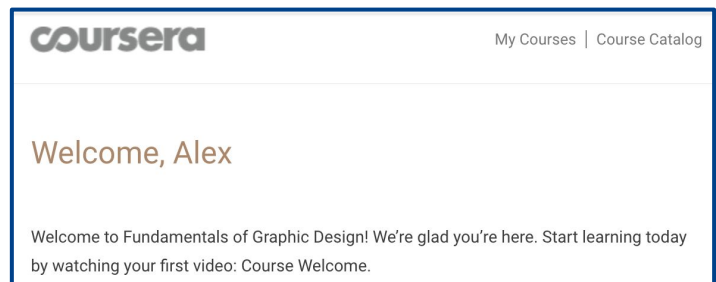 coursera
My Courses | Course Catalog
Welcome, Alex
Welcome to Fundamentals of Graphic Design! We’re glad you’re here. Start learning today
by watching your first video: Course Welcome.